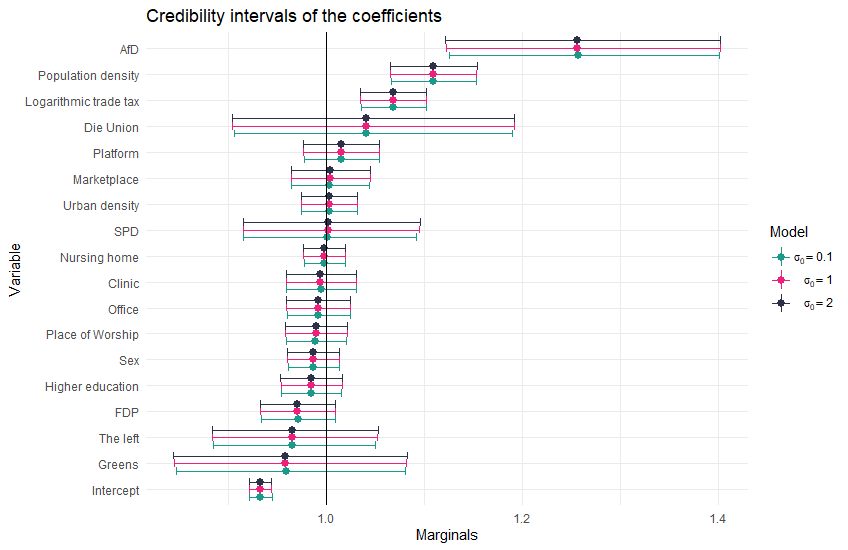 Credibility intervals of the coefficients
Variable
AfD
Population density
Logarithmic trade tax
Die Union
Platform
Marketplace
Urban density
SPD
Nursing home
Clinic
Office
Place of Worship
Sex
Higher education
FDP
The left
Greens
Intercept
1.0 1.2 1.4
Marginals
Model
σ₀ = 0.1
σ₀ = 1
σ₀ = 2